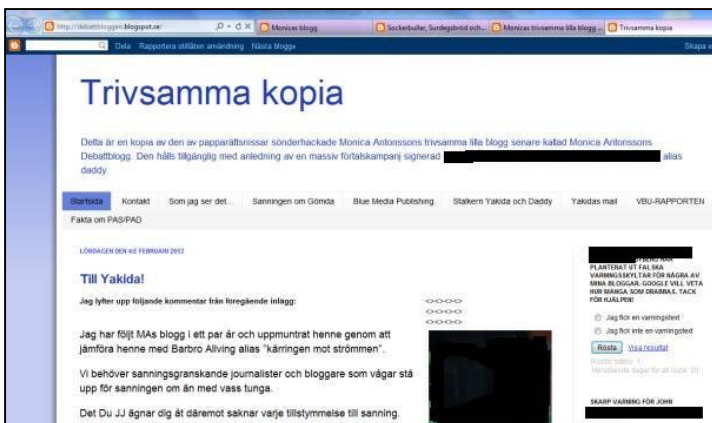 http://debattbloggen.blogspot.se/
Monicas blogg
Sockerbullar, Surdegsbröd och...
Monicas trivsamma lilla blogg ...
Trivsamma kopia
Dela Rapportera otillåten användning Nästa blogg»
Skapa
Trivsamma kopia
Detta är en kopia av den av papparättsnissar sönderhackade Monica Antonssons trivsamma lilla blogg senare kallad Monica Antonssons
Debattblogg. Den hålls tillgänglig med anledning av en massiv förtalskampanj signerad alias
daddy.
Startsida Kontakt Som jag ser det... Sanningen om Gömda Blue Media Publishing Stalkern Yakida och Daddy Yakidas mail VBU-RAPPORTEN
Fakta om PAS/PAD
LÖRDAGEN DEN 4:E FEBRUARI 2012
Till Yakida!
Jag lyfter upp följande kommentar från föregående inlägg:
Jag har följt MAs blogg i ett par år och uppmuntrat henne genom att
jämföra henne med Barbro Allving alias "kärringen mot strömmen".
Vi behöver sanningsgranskande journalister och bloggare som vågar stå
upp för sanningen om än med vass tunga.
Det Du JJ ägnar dig åt däremot saknar varje tillstymmelse till sanning.
<><><><>
<><><><>
<><><><>
HAR
PLANTERAT UT FALSKA
VARNINGSSKYLTAR FÖR NÅGRA AV
MINA BLOGGAR. GOOGLE VILL VETA
HUR MÅNGA SOM DRABBAS. TACK
FÖR HJÄLPEN!
Jag fick en varningstext
Jag fick inte en varningstext
Rösta Visa resultat
SKARP VARNING FÖR JOHN